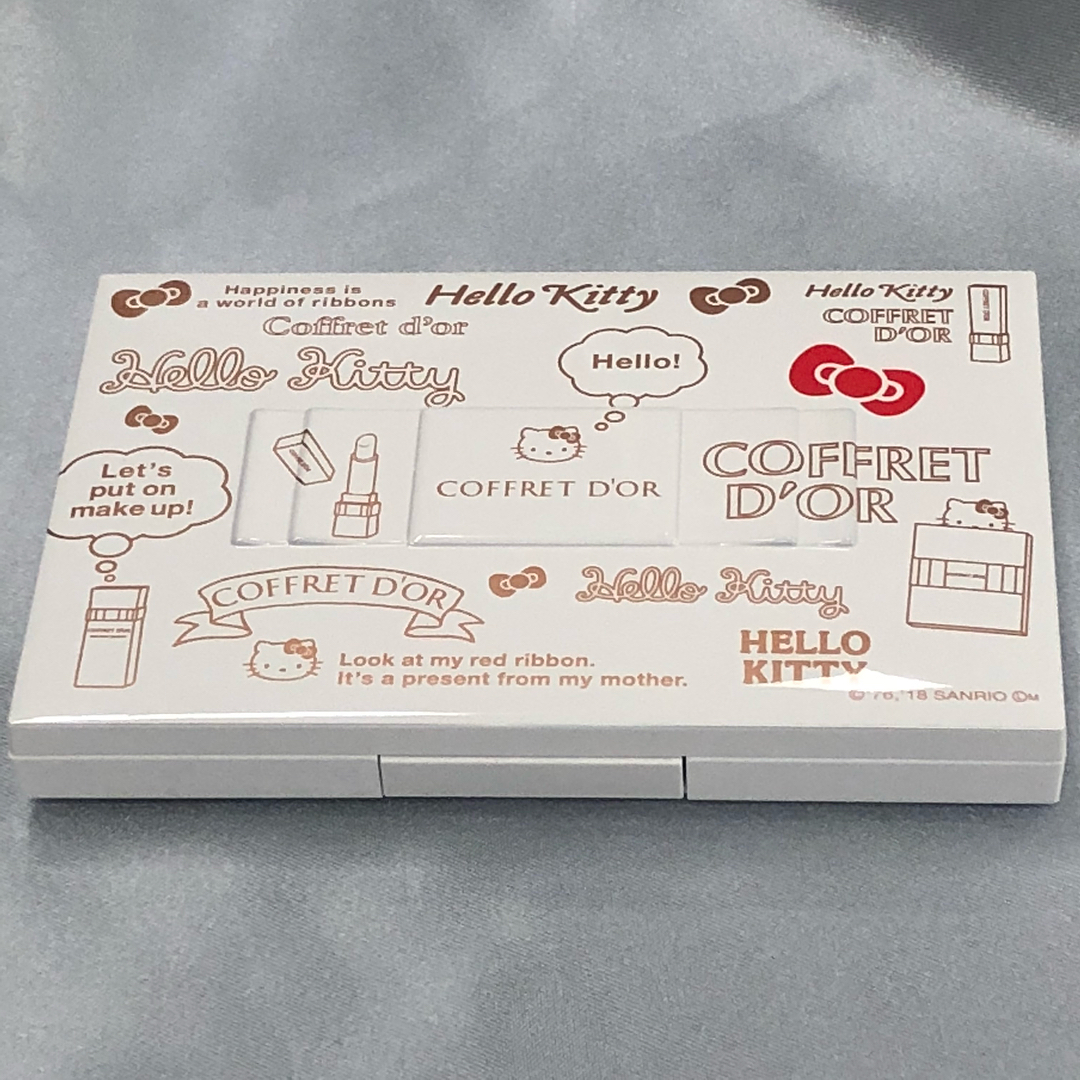 Happiness is
a world of ribbons
Hello Kitty
Hello Kitty
COFFRET
D'OR
Coffret d'or
Hello Kitty
Hello!
COFFRET D'OR
COFFRET
D'OR
Let's
put on
make up!
COFFRET D'OR
Hello Kitty
Look at my red ribbon.
It's a present from my mother.
HELLO
KITTY
© '76, '18 SANRIO